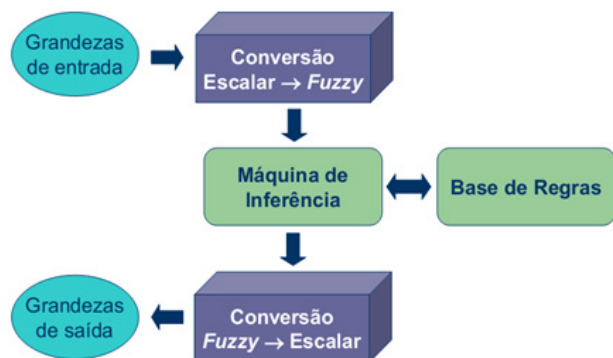 Grandezas
de entrada
Conversão
Escalar → Fuzzy
Máquina de
Inferência
Base de Regras
Grandezas
de saída
Conversão
Fuzzy → Escalar